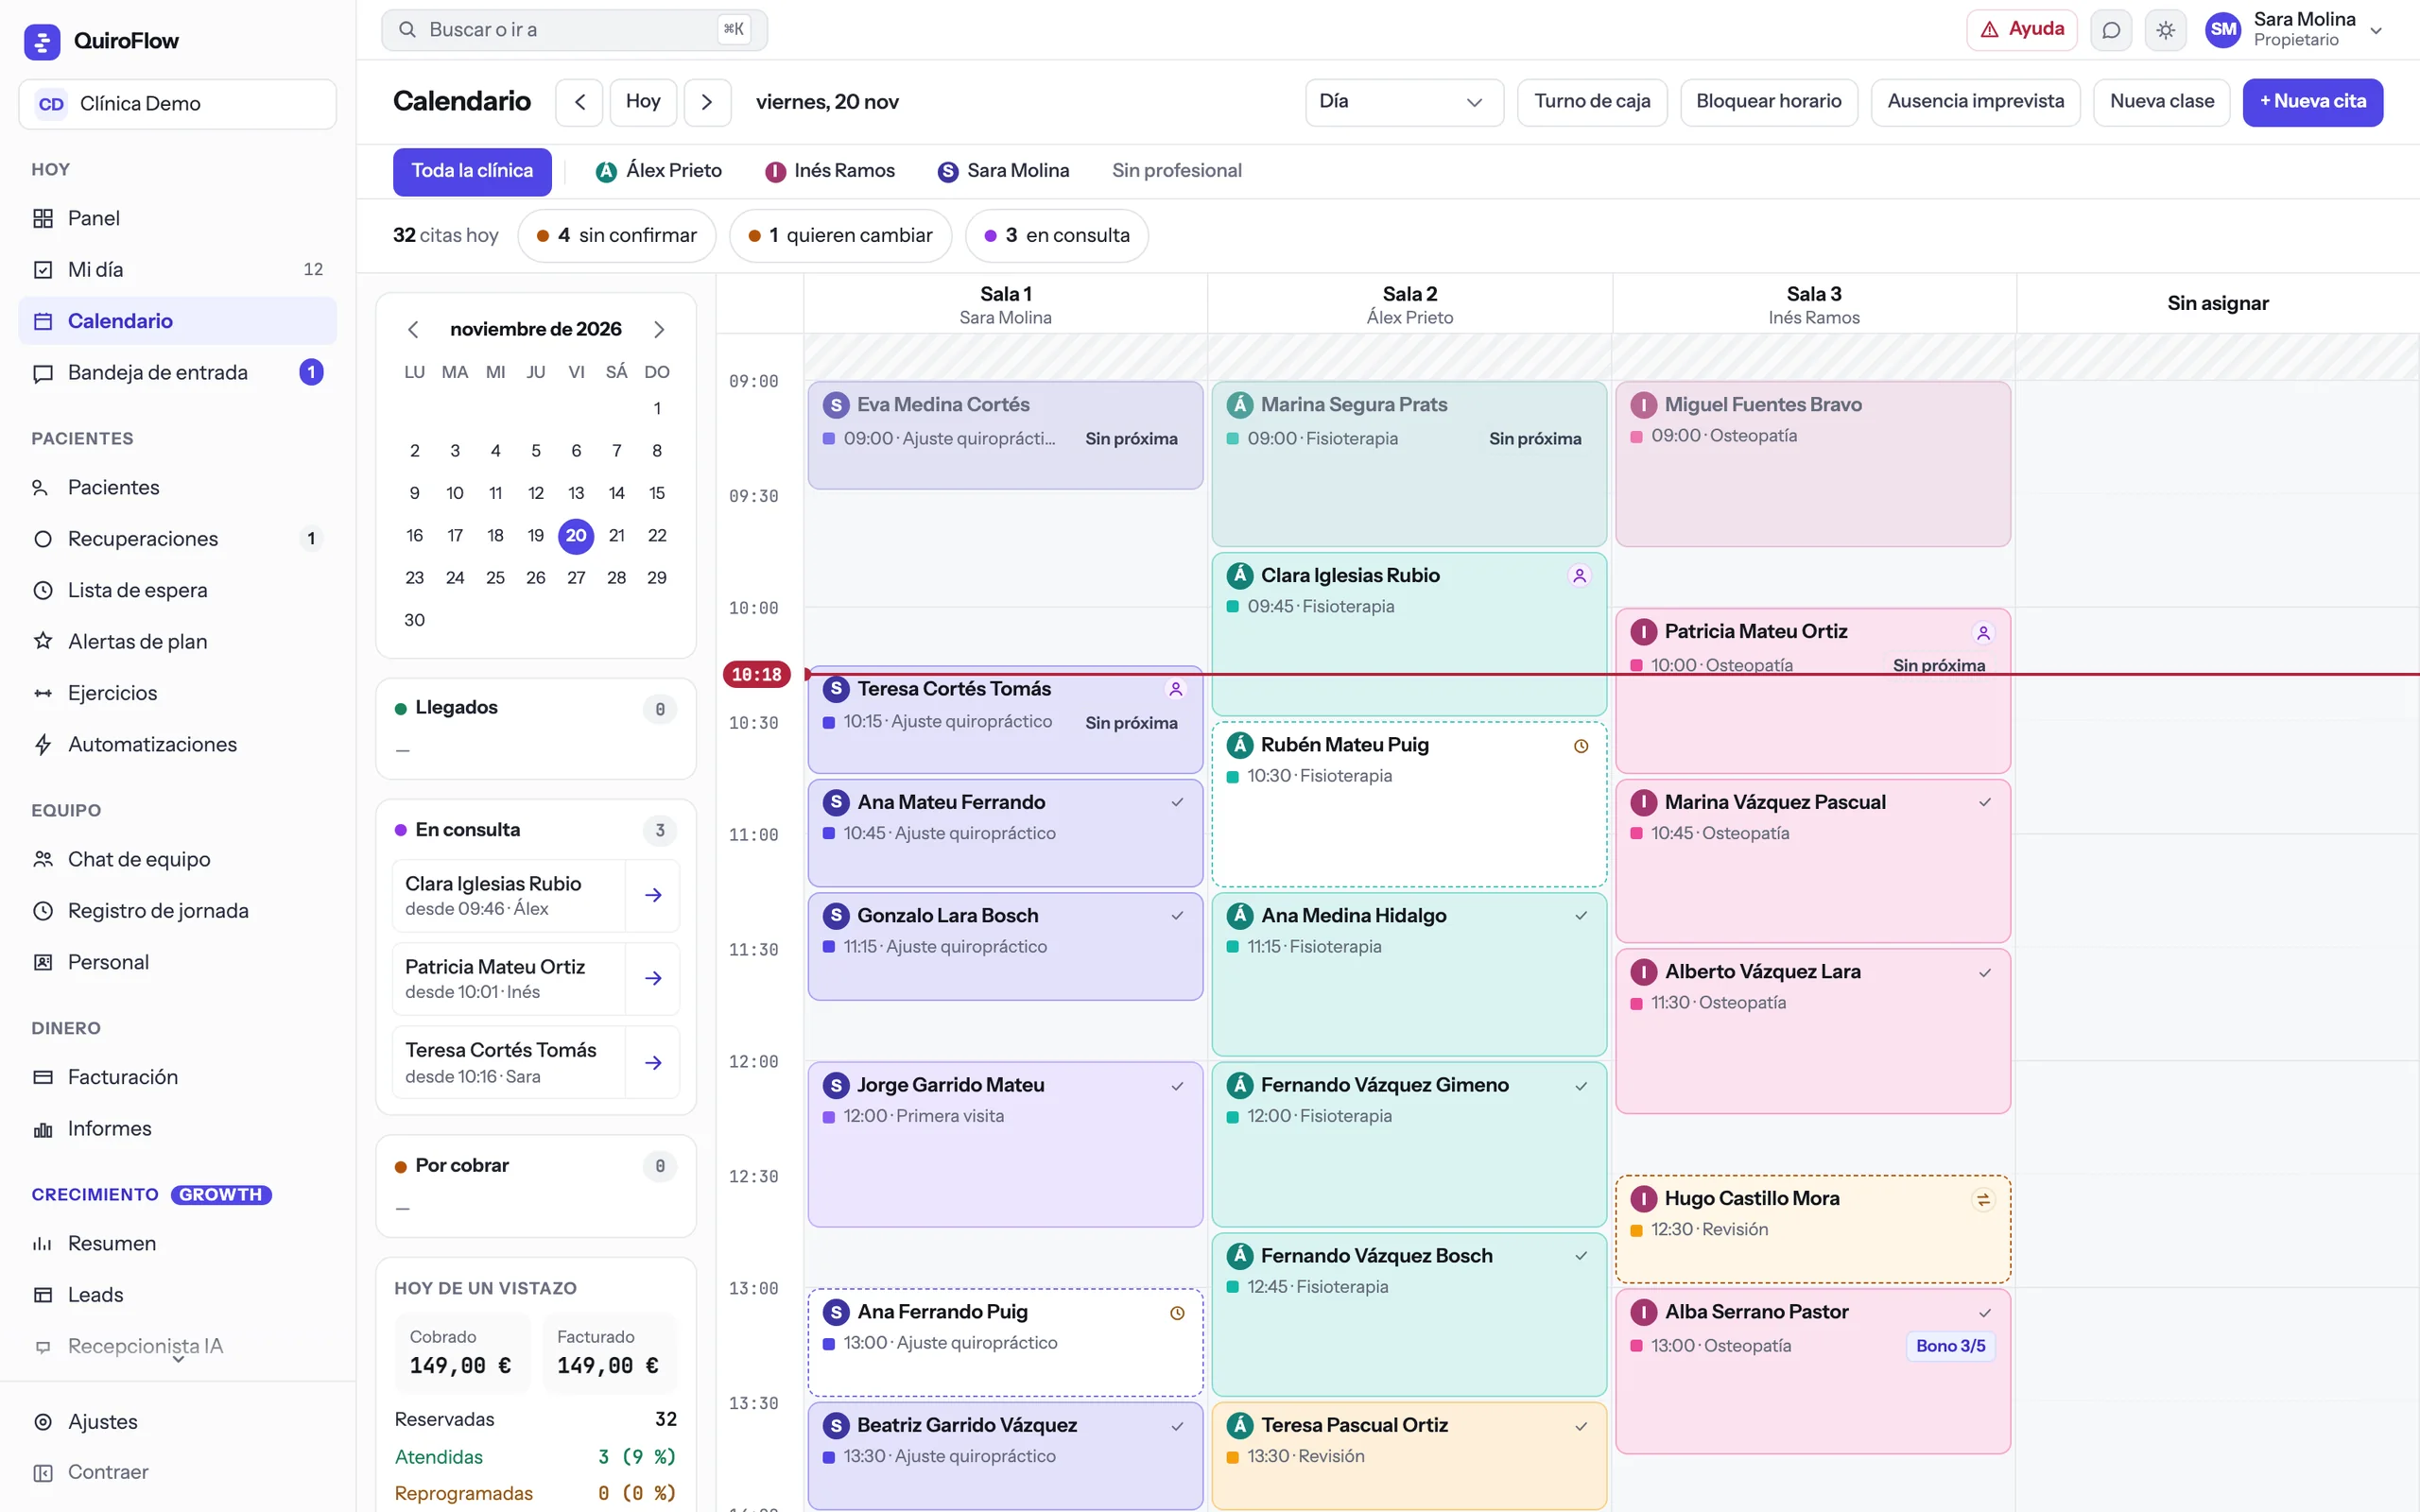 QuiroFlow
CD Clínica Demo
HOY
Panel
Mi día 12
Calendario
Bandeja de entrada 1
PACIENTES
Pacientes
Recuperaciones 1
Lista de espera
Alertas de plan
Ejercicios
Automatizaciones
EQUIPO
Chat de equipo
Registro de jornada
Personal
DINERO
Facturación
Informes
CRECIMIENTO GROWTH
Resumen
Leads
Recepcionista IA
Ajustes
Contraer
Buscar o ir a ⌘K
Ayuda
SM Sara Molina
Propietario
Calendario
Hoy
viernes, 20 nov
Día
Turno de caja
Bloquear horario
Ausencia imprevista
Nueva clase
+ Nueva cita
Toda la clínica
Á Álex Prieto
I Inés Ramos
S Sara Molina
Sin profesional
32 citas hoy
4 sin confirmar
1 quieren cambiar
3 en consulta
noviembre de 2026
LU MA MI JU VI SÁ DO
1
2 3 4 5 6 7 8
9 10 11 12 13 14 15
16 17 18 19 20 21 22
23 24 25 26 27 28 29
30
Llegados 0
—
En consulta 3
Clara Iglesias Rubio
desde 09:46 · Álex
Patricia Mateu Ortiz
desde 10:01 · Inés
Teresa Cortés Tomás
desde 10:16 · Sara
Por cobrar 0
—
HOY DE UN VISTAZO
Cobrado
149,00 €
Facturado
149,00 €
Reservadas 32
Atendidas 3 (9 %)
Reprogramadas 0 (0 %)
09:00
09:30
10:00
10:18
10:30
11:00
11:30
12:00
12:30
13:00
13:30
Sala 1
Sara Molina
S Eva Medina Cortés
09:00 · Ajuste quiroprácti... Sin próxima
S Teresa Cortés Tomás
10:15 · Ajuste quiropráctico Sin próxima
S Ana Mateu Ferrando
10:45 · Ajuste quiropráctico
S Gonzalo Lara Bosch
11:15 · Ajuste quiropráctico
S Jorge Garrido Mateu
12:00 · Primera visita
S Ana Ferrando Puig
13:00 · Ajuste quiropráctico
S Beatriz Garrido Vázquez
13:30 · Ajuste quiropráctico
Sala 2
Álex Prieto
Á Marina Segura Prats
09:00 · Fisioterapia Sin próxima
Á Clara Iglesias Rubio
09:45 · Fisioterapia
Á Rubén Mateu Puig
10:30 · Fisioterapia
Á Ana Medina Hidalgo
11:15 · Fisioterapia
Á Fernando Vázquez Gimeno
12:00 · Fisioterapia
Á Fernando Vázquez Bosch
12:45 · Fisioterapia
Á Teresa Pascual Ortiz
13:30 · Revisión
Sala 3
Inés Ramos
I Miguel Fuentes Bravo
09:00 · Osteopatía
I Patricia Mateu Ortiz
10:00 · Osteopatía Sin próxima
I Marina Vázquez Pascual
10:45 · Osteopatía
I Alberto Vázquez Lara
11:30 · Osteopatía
I Hugo Castillo Mora
12:30 · Revisión
I Alba Serrano Pastor
13:00 · Osteopatía Bono 3/5
Sin asignar